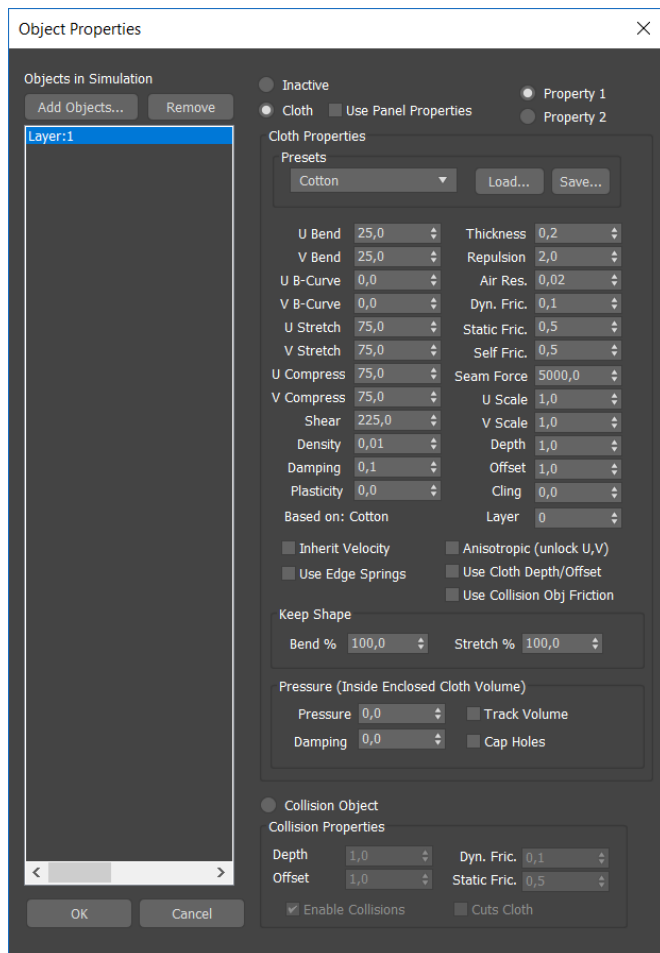 Object Properties
Objects in Simulation
Add Objects...
Remove
Layer:1
OK
Cancel
Inactive
Cloth
Use Panel Properties
Property 1
Property 2
Cloth Properties
Presets
Cotton
Load...
Save...
U Bend 25,0
V Bend 25,0
U B-Curve 0,0
V B-Curve 0,0
U Stretch 75,0
V Stretch 75,0
U Compress 75,0
V Compress 75,0
Shear 225,0
Density 0,01
Damping 0,1
Plasticity 0,0
Based on: Cotton
Thickness 0,2
Repulsion 2,0
Air Res. 0,02
Dyn. Fric. 0,1
Static Fric. 0,5
Self Fric. 0,5
Seam Force 5000,0
U Scale 1,0
V Scale 1,0
Depth 1,0
Offset 1,0
Cling 0,0
Layer 0
Inherit Velocity
Use Edge Springs
Anisotropic (unlock U,V)
Use Cloth Depth/Offset
Use Collision Obj Friction
Keep Shape
Bend % 100,0 Stretch % 100,0
Pressure (Inside Enclosed Cloth Volume)
Pressure 0,0 Track Volume
Damping 0,0 Cap Holes
Collision Object
Collision Properties
Depth 1,0 Dyn. Fric. 0,1
Offset 1,0 Static Fric. 0,5
Enable Collisions Cuts Cloth